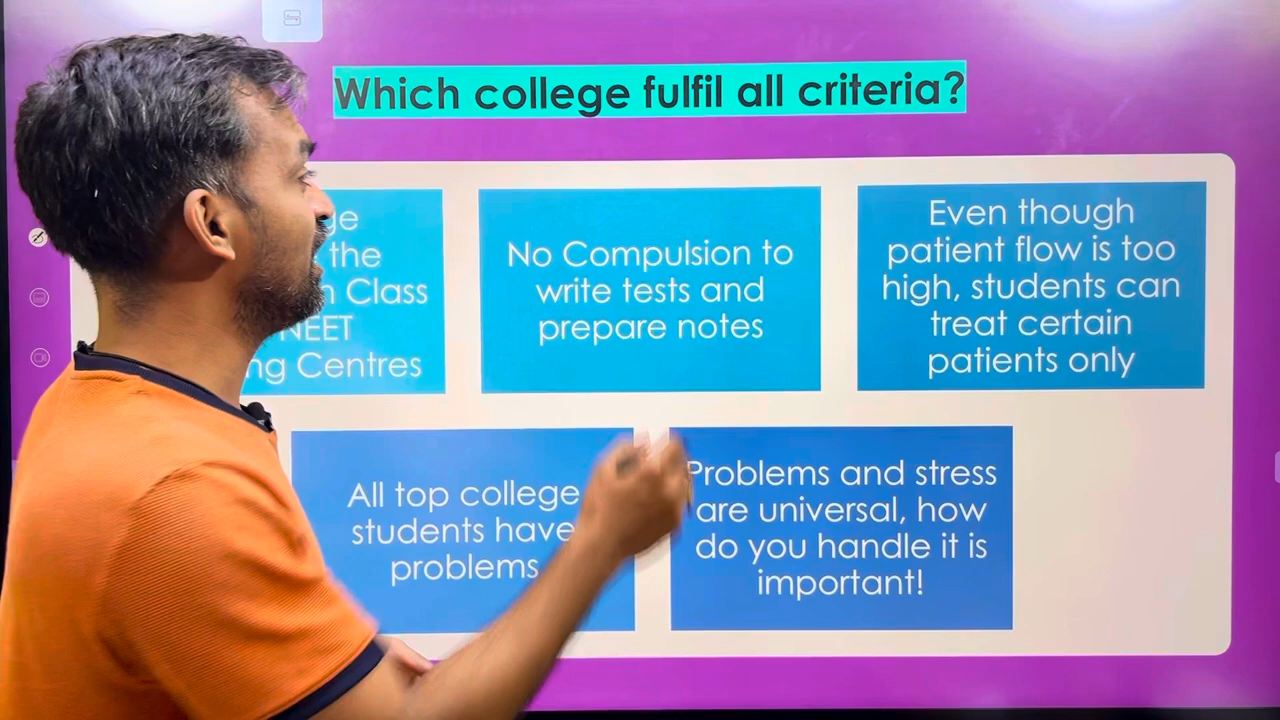 Which college fulfil all criteria?
the
Class
NEET
Centres
No Compulsion to
write tests and
prepare notes
Even though
patient flow is too
high, students can
treat certain
patients only
All top college
students have
problems
Problems and stress
are universal, how
do you handle it is
important!